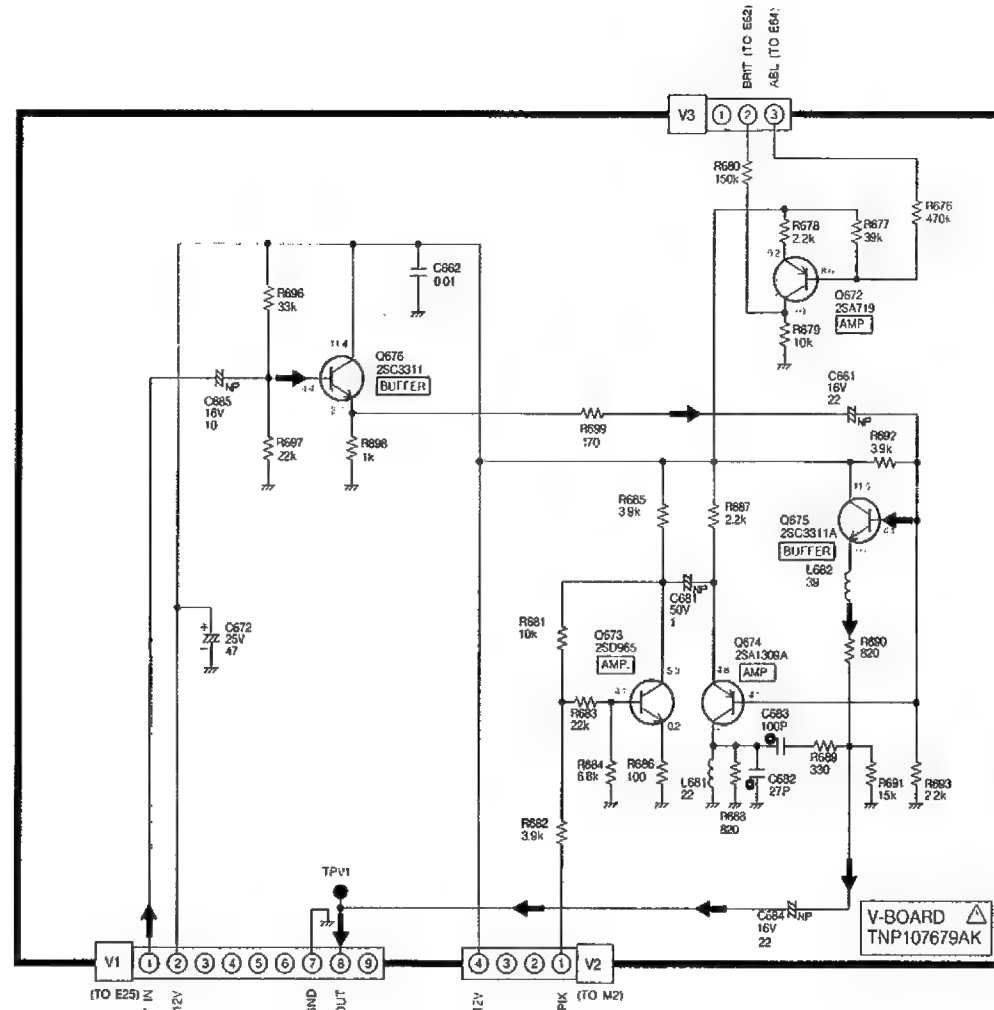 BRIT (TO E62)
ABL (TO E64)
V3 1 2 3
R680
150k
R676
470k
R678
2.2k
R677
39k
Q672
2SA719
AMP
R679
10k
C662
0.01
R696
33k
11.4
Q676
2SC3311
BUFFER
NP
C685
16V
10
R697
22k
R698
1k
R699
170
C661
16V
22
NP
R692
3.9k
R685
3.9k
R687
2.2k
11.5
Q675
2SC3311A
BUFFER
L682
39
NP
C681
50V
1
R681
10k
C672
25V
47
+
-
Q673
2SD965
AMP.
Q674
2SA1309A
AMP
R690
820
R683
22k
0.2
C683
100P
R684
6.8k
R686
100
L681
22
R688
820
C682
27P
R689
330
R691
15k
R693
2.2k
R682
3.9k
TPV1
C684
16V
22
NP
V-BOARD
TNP107679AK
V1 1 2 3 4 5 6 7 8 9
4 3 2 1 V2
(TO E25)
IN
12V
GND
OUT
12V
PIX
(TO M2)